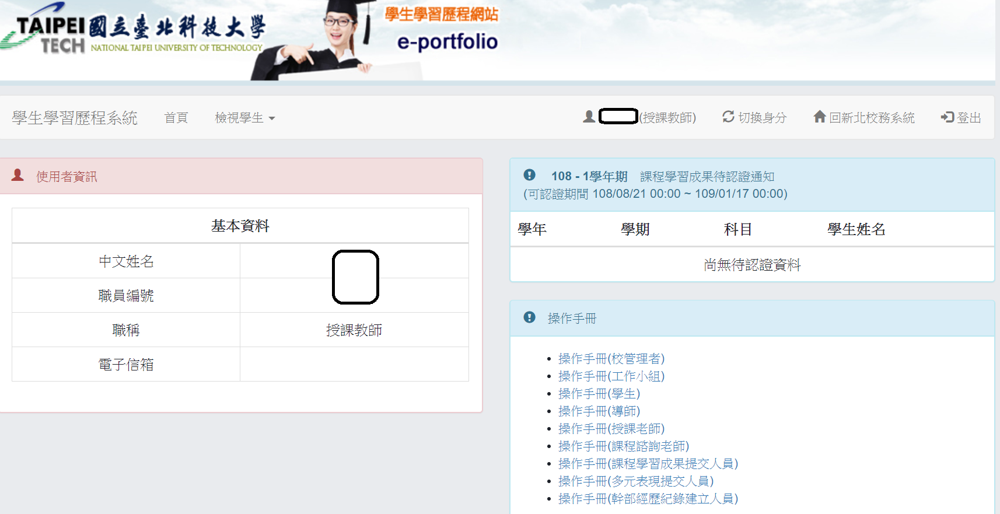 TAIPEI TECH 國立臺北科技大學
NATIONAL TAIPEI UNIVERSITY OF TECHNOLOGY
學生學習歷程網站
e-portfolio
學生學習歷程系統 首頁 檢視學生 (授課教師) 切換身分 回新北校務系統 登出
使用者資訊
基本資料
中文姓名
職員編號
職稱 授課教師
電子信箱
108 - 1學年期 課程學習成果待認證通知
(可認證期間 108/08/21 00:00 ~ 109/01/17 00:00)
學年 學期 科目 學生姓名
尚無待認證資料
操作手冊
操作手冊(校管理者)
操作手冊(工作小組)
操作手冊(學生)
操作手冊(導師)
操作手冊(授課老師)
操作手冊(課程諮詢老師)
操作手冊(課程學習成果提交人員)
操作手冊(多元表現提交人員)
操作手冊(幹部經歷紀錄建立人員)